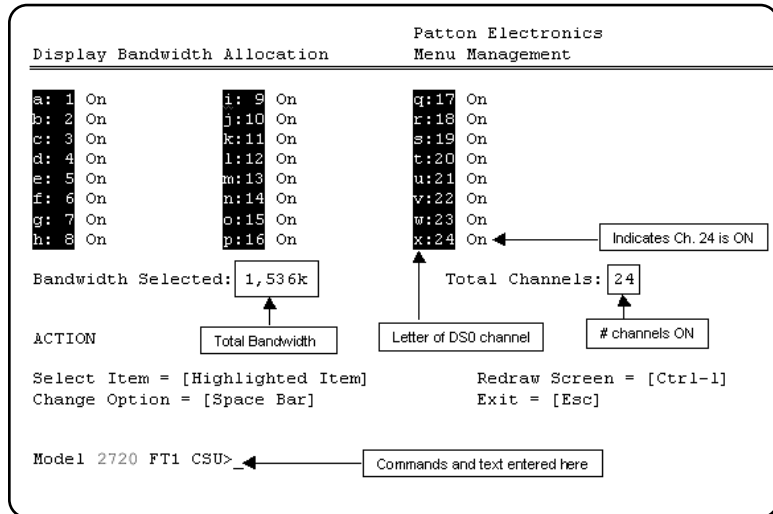 Patton Electronics
Display Bandwidth Allocation Menu Management
a: 1 On i: 9 On q:17 On
b: 2 On j:10 On r:18 On
c: 3 On k:11 On s:19 On
d: 4 On l:12 On t:20 On
e: 5 On m:13 On u:21 On
f: 6 On n:14 On v:22 On
g: 7 On o:15 On w:23 On
h: 8 On p:16 On x:24 On Indicates Ch. 24 is ON
Bandwidth Selected: 1,536k Total Channels: 24
ACTION Total Bandwidth Letter of DS0 channel # channels ON
Select Item = [Highlighted Item] Redraw Screen = [Ctrl-l]
Change Option = [Space Bar] Exit = [Esc]
Model 2720 FT1 CSU>_ Commands and text entered here